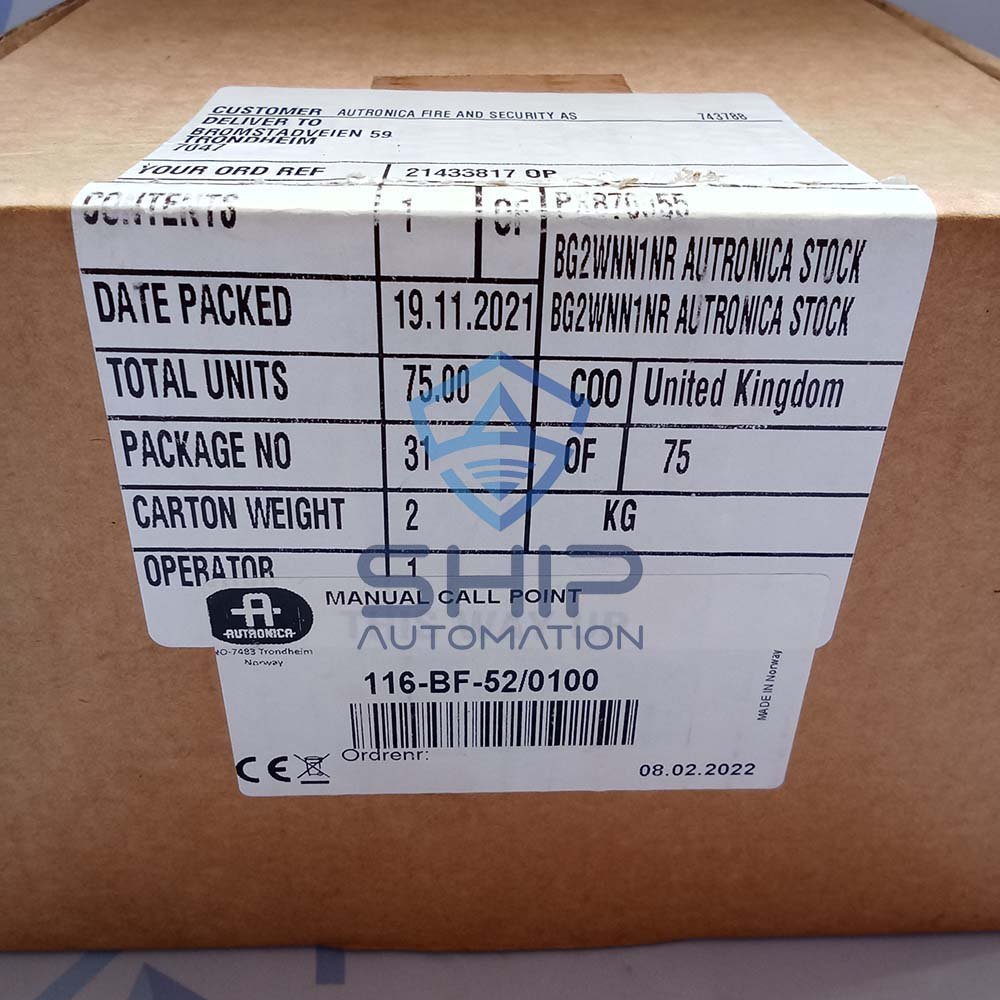 CUSTOMER AUTRONICA FIRE AND SECURITY AS 743788
DELIVER TO
BROMSTADVEIEN 59
TRONDHEIM
7047
YOUR ORD REF 21433817 OP
CONTENTS 1 OF
BG2WNN1NR AUTRONICA STOCK
DATE PACKED 19.11.2021 BG2WNN1NR AUTRONICA STOCK
TOTAL UNITS 75.00 COO United Kingdom
PACKAGE NO 31 OF 75
CARTON WEIGHT 2 KG
OPERATOR 1
SHIP
AUTOMATION
AUTRONICA
NO-7483 Trondheim
Norway
MANUAL CALL POINT
116-BF-52/0100
MADE IN Norway
Ordrenr:
CE
08.02.2022